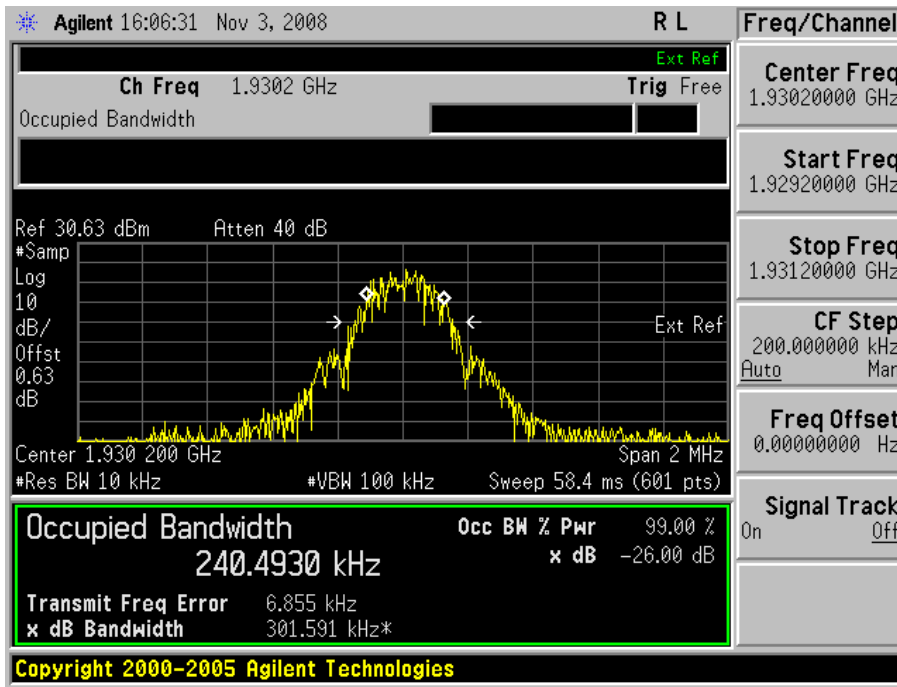 Agilent 16:06:31 Nov 3, 2008 R L
Ext Ref
Ch Freq 1.9302 GHz Trig Free
Occupied Bandwidth
Ref 30.63 dBm Atten 40 dB
#Samp
Log
10
dB/
Offst
0.63
dB
Ext Ref
Center 1.930 200 GHz Span 2 MHz
#Res BW 10 kHz #VBW 100 kHz Sweep 58.4 ms (601 pts)
Occupied Bandwidth
240.4930 kHz
Occ BW % Pwr 99.00 %
x dB -26.00 dB
Transmit Freq Error 6.855 kHz
x dB Bandwidth 301.591 kHz*
Copyright 2000-2005 Agilent Technologies
Freq/Channel
Center Freq
1.93020000 GHz
Start Freq
1.92920000 GHz
Stop Freq
1.93120000 GHz
CF Step
200.000000 kHz
Auto Man
Freq Offset
0.00000000 Hz
Signal Track
On Off